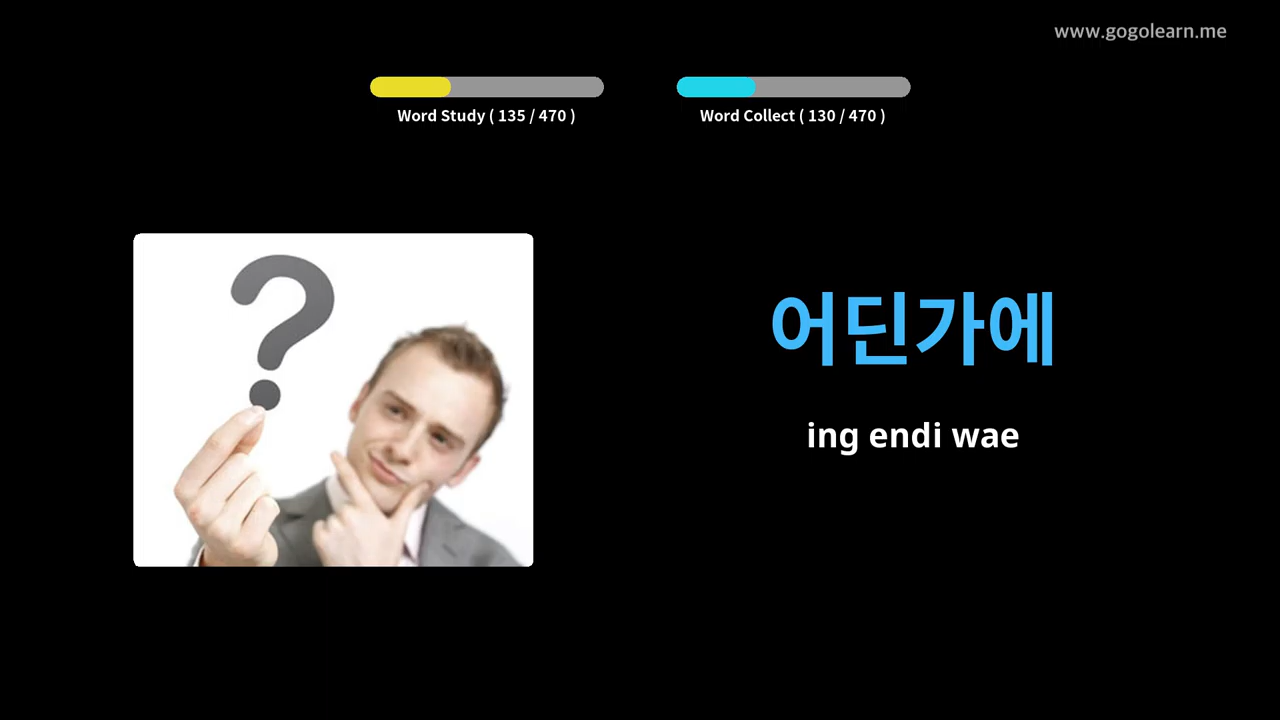 www.gogolearn.me
Word Study ( 135 / 470 )
Word Collect ( 130 / 470 )
어딘가에
ing endi wae